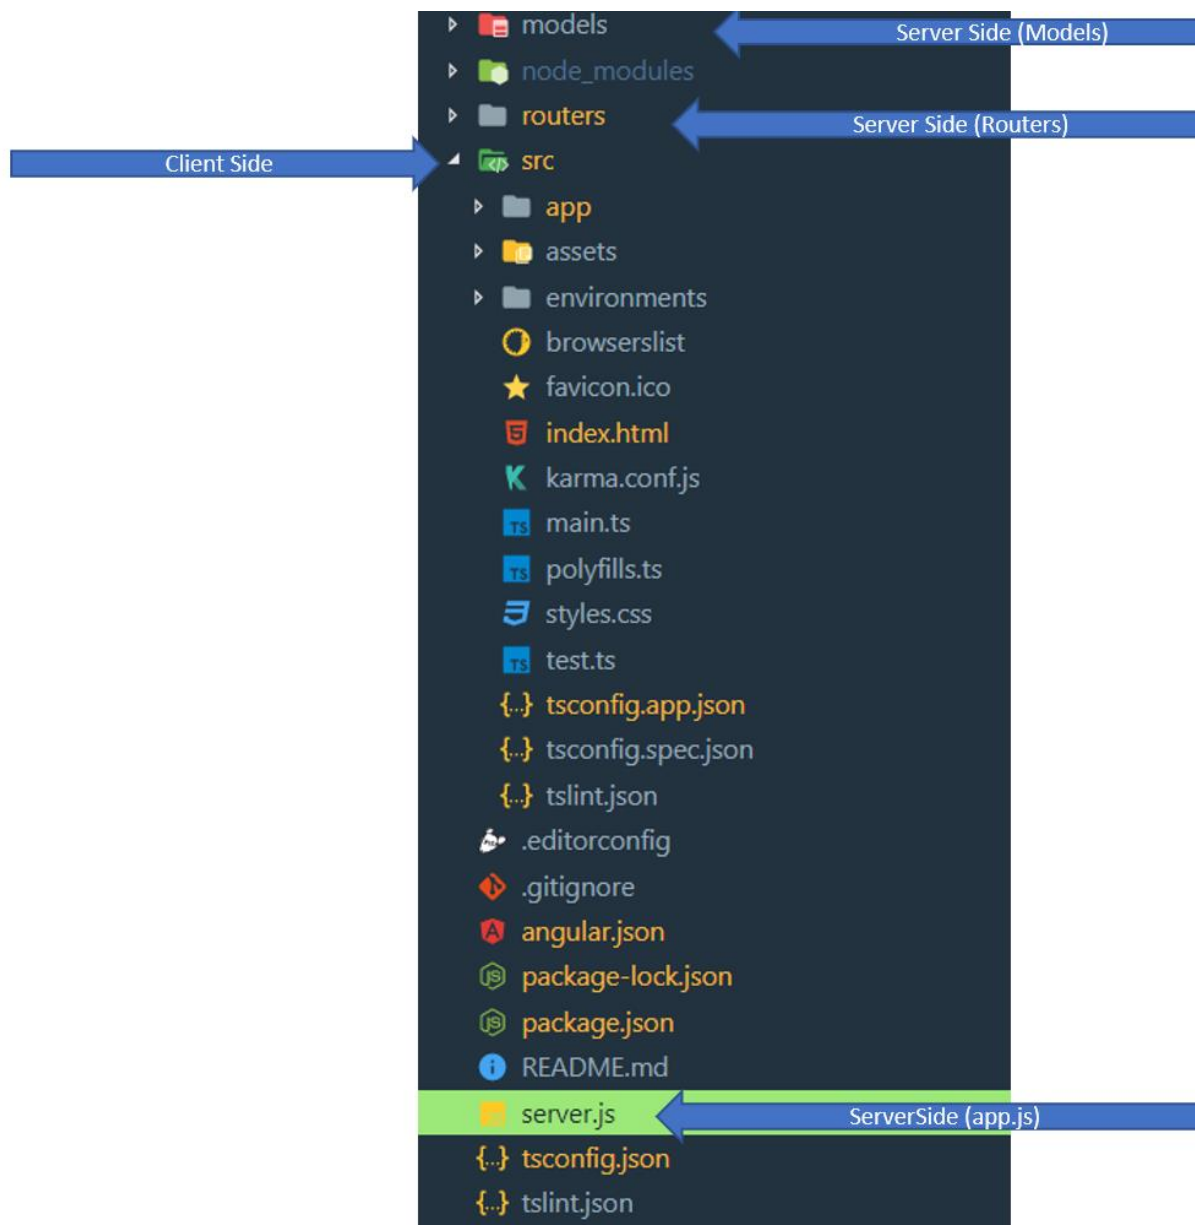 models
Server Side (Models)
node_modules
routers
Server Side (Routers)
Client Side
src
app
assets
environments
browserslist
favicon.ico
index.html
karma.conf.js
main.ts
polyfills.ts
styles.css
test.ts
tsconfig.app.json
tsconfig.spec.json
tslint.json
.editorconfig
.gitignore
angular.json
package-lock.json
package.json
README.md
server.js
ServerSide (app.js)
tsconfig.json
tslint.json